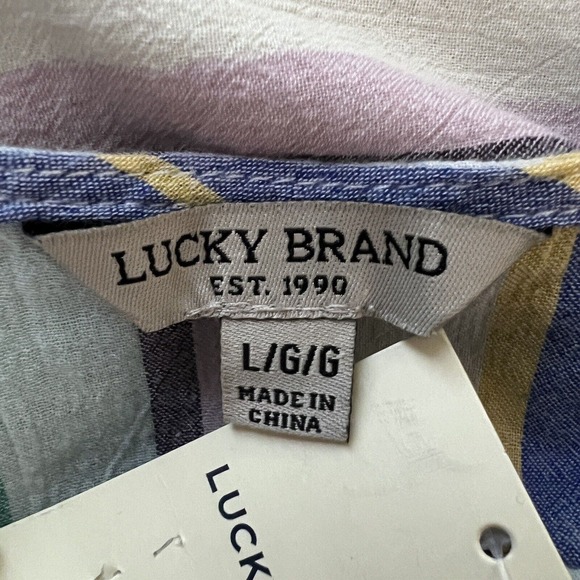 LUCKY BRAND
EST. 1990
L/G/G
MADE IN
CHINA
LUCK